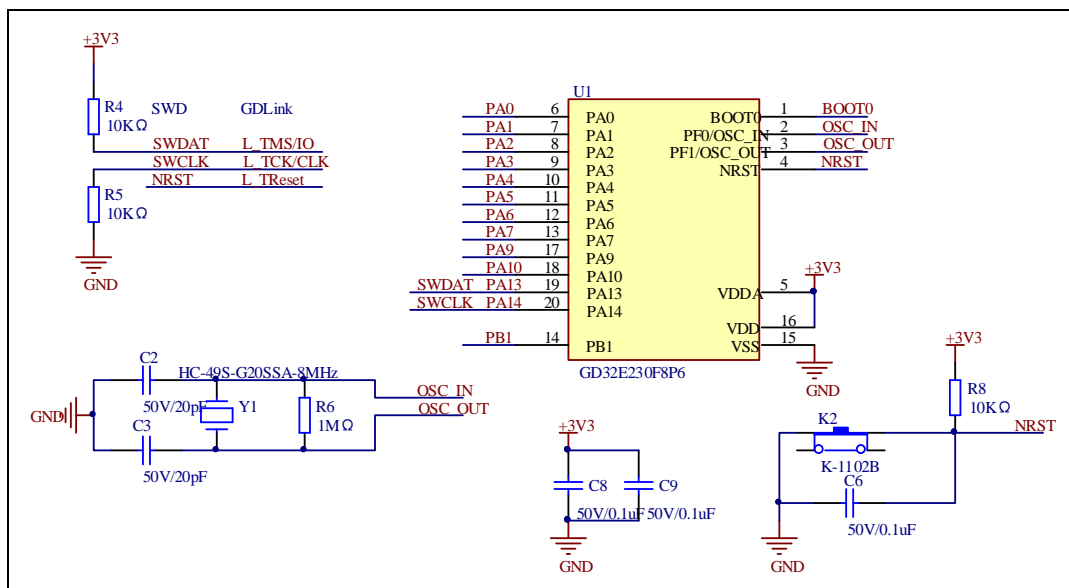 +3V3
R4
10KΩ
SWD GDLink
SWDAT L_TMS/IO
SWCLK L_TCK/CLK
NRST L_TReset
R5
10KΩ
GND
U1
PA0 6 PA0
PA1 7 PA1
PA2 8 PA2
PA3 9 PA3
PA4 10 PA4
PA5 11 PA5
PA6 12 PA6
PA7 13 PA7
PA9 17 PA9
PA10 18 PA10
SWDAT PA13 19 PA13
SWCLK PA14 20 PA14
PB1 14 PB1
BOOT0 1 BOOT0
PF0/OSC_IN 2 OSC_IN
PF1/OSC_OUT 3 OSC_OUT
NRST 4 NRST
+3V3
VDDA 5
VDD 16
VSS 15
GND
GD32E230F8P6
C2
HC-49S-G20SSA-8MHz
50V/20pF
Y1
R6
1MΩ
OSC_IN
OSC_OUT
GND
C3
50V/20pF
+3V3
C8
C9
50V/0.1uF 50V/0.1uF
GND
+3V3
R8
10KΩ
K2
NRST
K-1102B
C6
50V/0.1uF
GND